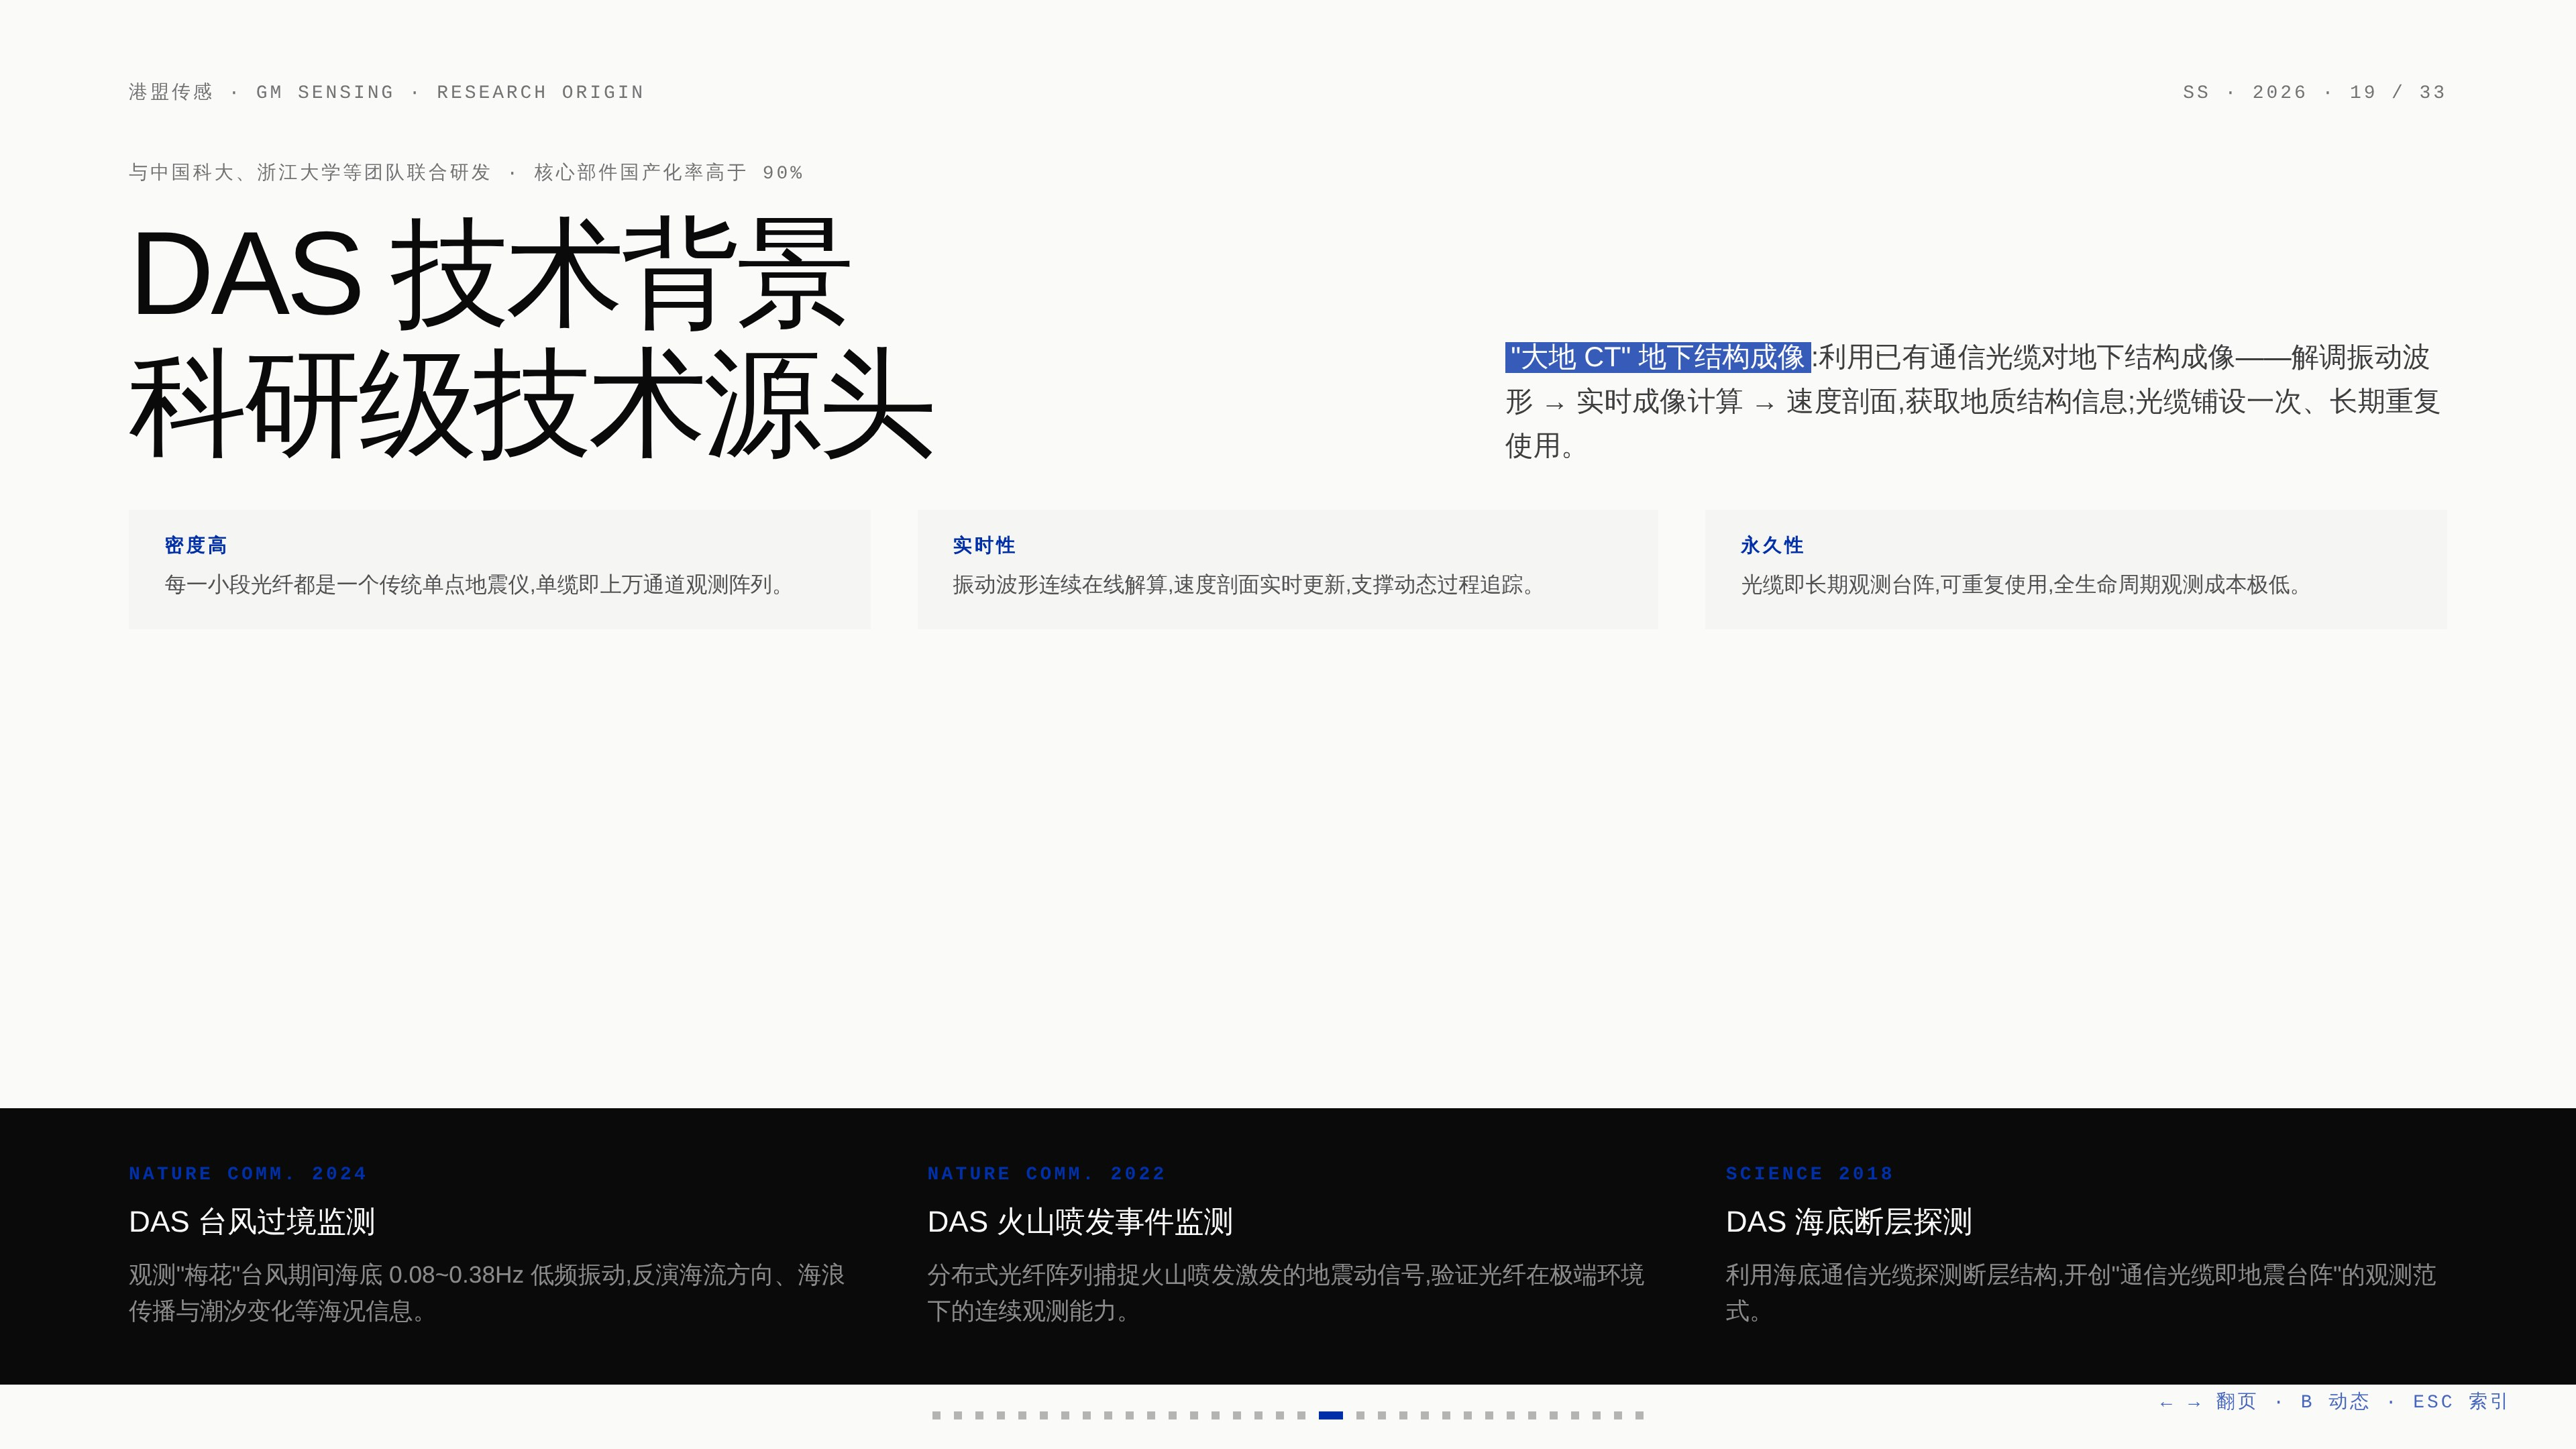 港盟传感 · GM SENSING · RESEARCH ORIGIN
SS · 2026 · 19 / 33
与中国科大、浙江大学等团队联合研发 · 核心部件国产化率高于 90%
DAS 技术背景
科研级技术源头
"大地 CT" 地下结构成像:利用已有通信光缆对地下结构成像——解调振动波
形 → 实时成像计算 → 速度剖面,获取地质结构信息;光缆铺设一次、长期重复
使用。
密度高
每一小段光纤都是一个传统单点地震仪,单缆即上万通道观测阵列。
实时性
振动波形连续在线解算,速度剖面实时更新,支撑动态过程追踪。
永久性
光缆即长期观测台阵,可重复使用,全生命周期观测成本极低。
NATURE COMM. 2024
DAS 台风过境监测
观测"梅花"台风期间海底 0.08~0.38Hz 低频振动,反演海流方向、海浪
传播与潮汐变化等海况信息。
NATURE COMM. 2022
DAS 火山喷发事件监测
分布式光纤阵列捕捉火山喷发激发的地震动信号,验证光纤在极端环境
下的连续观测能力。
SCIENCE 2018
DAS 海底断层探测
利用海底通信光缆探测断层结构,开创"通信光缆即地震台阵"的观测范
式。
← → 翻页 · B 动态 · ESC 索引